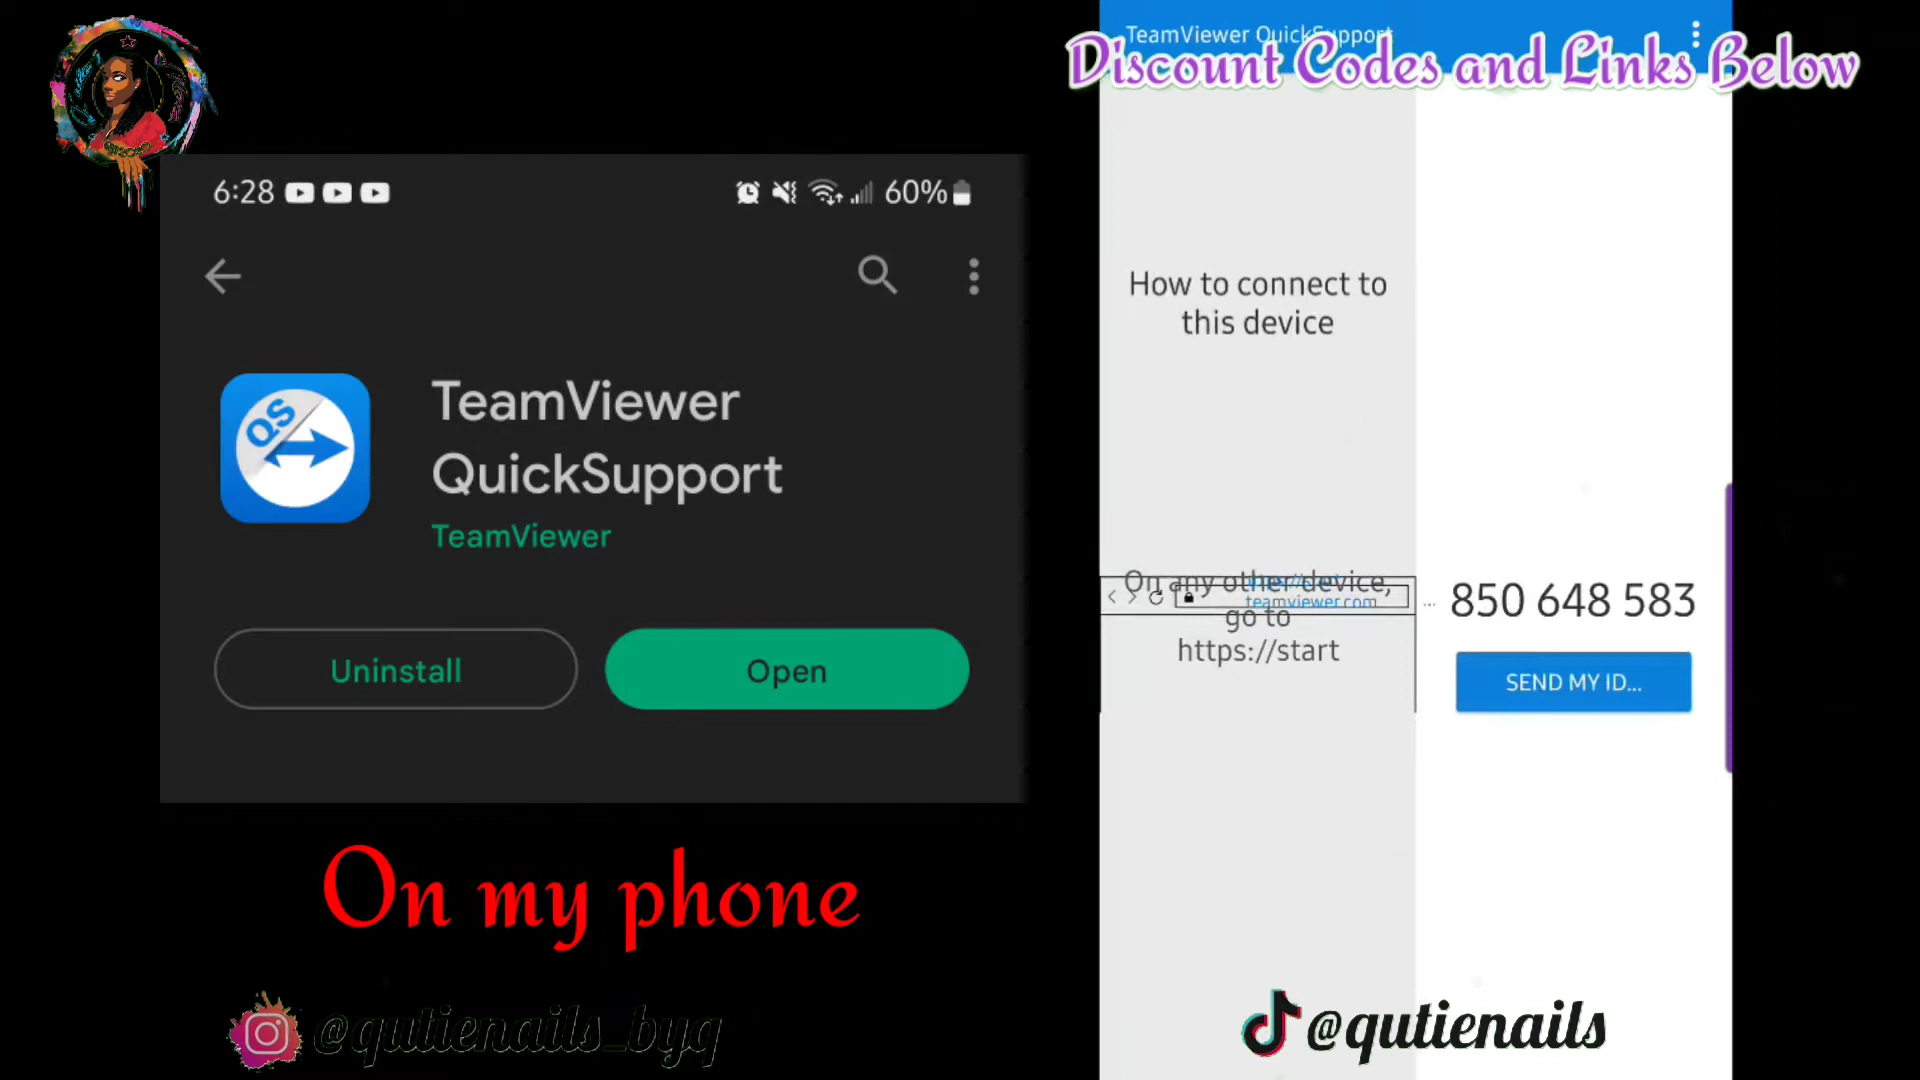 TeamViewer QuickSupport
Discount Codes and Links Below
6:28
60%
QS
TeamViewer
QuickSupport
TeamViewer
Uninstall
Open
How to connect to
this device
On any other device,
go to
https://start
teamviewer.com
... 850 648 583
SEND MY ID...
On my phone
@qutienails_byq
@qutienails